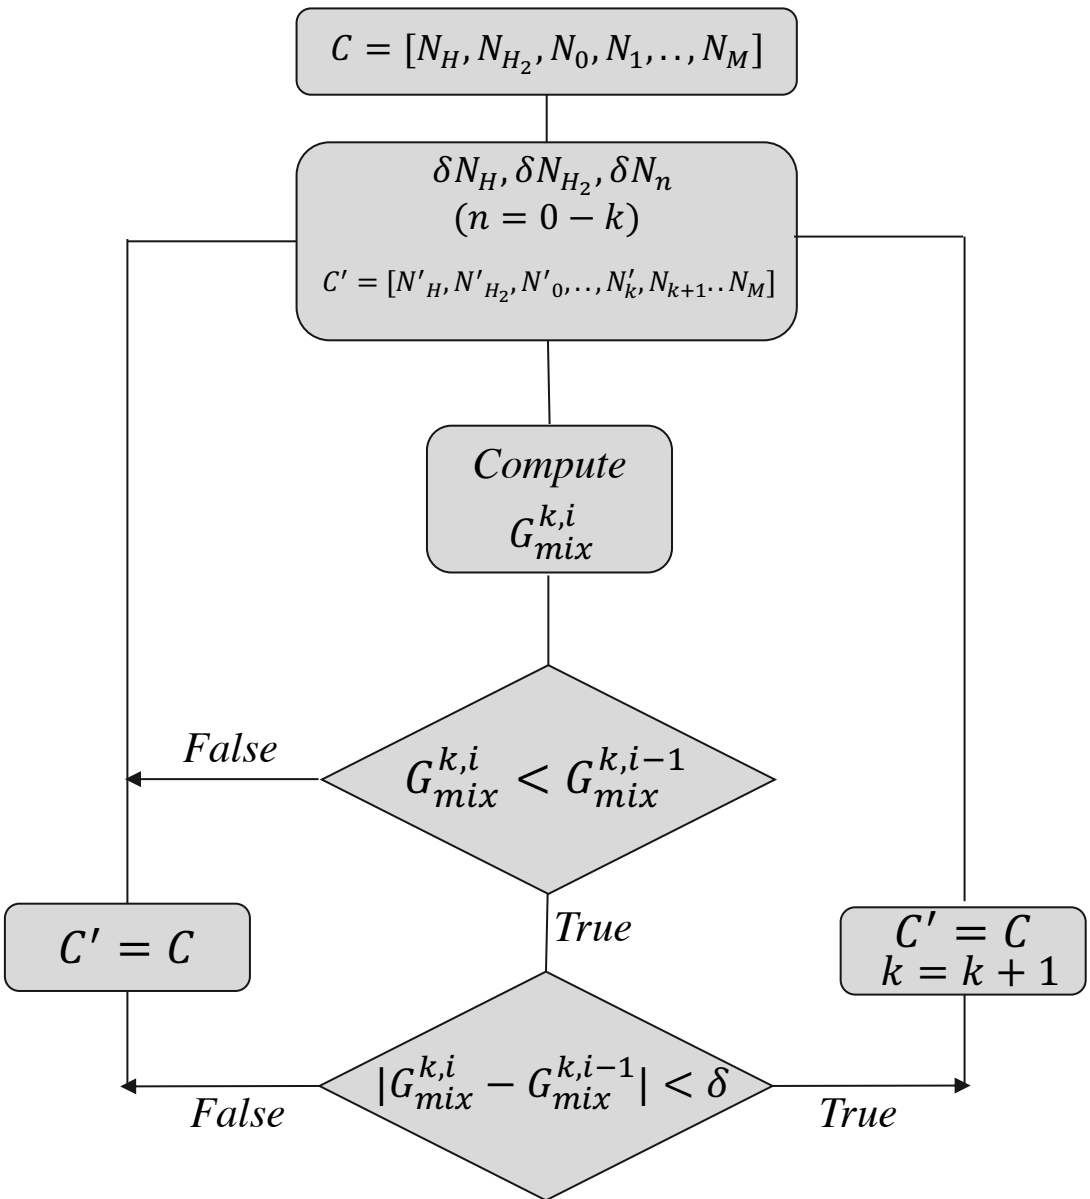 C = [N_H, N_{H_2}, N_0, N_1, . . , N_M]
δN_H, δN_{H_2}, δN_n
(n = 0 − k)
C′ = [N′_H, N′_{H_2}, N′_0, . . , N′_k, N_{k+1}. . N_M]
Compute
G_{mix}^{k,i}
False
G_{mix}^{k,i} < G_{mix}^{k,i−1}
True
C′ = C
C′ = C
k = k + 1
|G_{mix}^{k,i} − G_{mix}^{k,i−1}| < δ
False
True